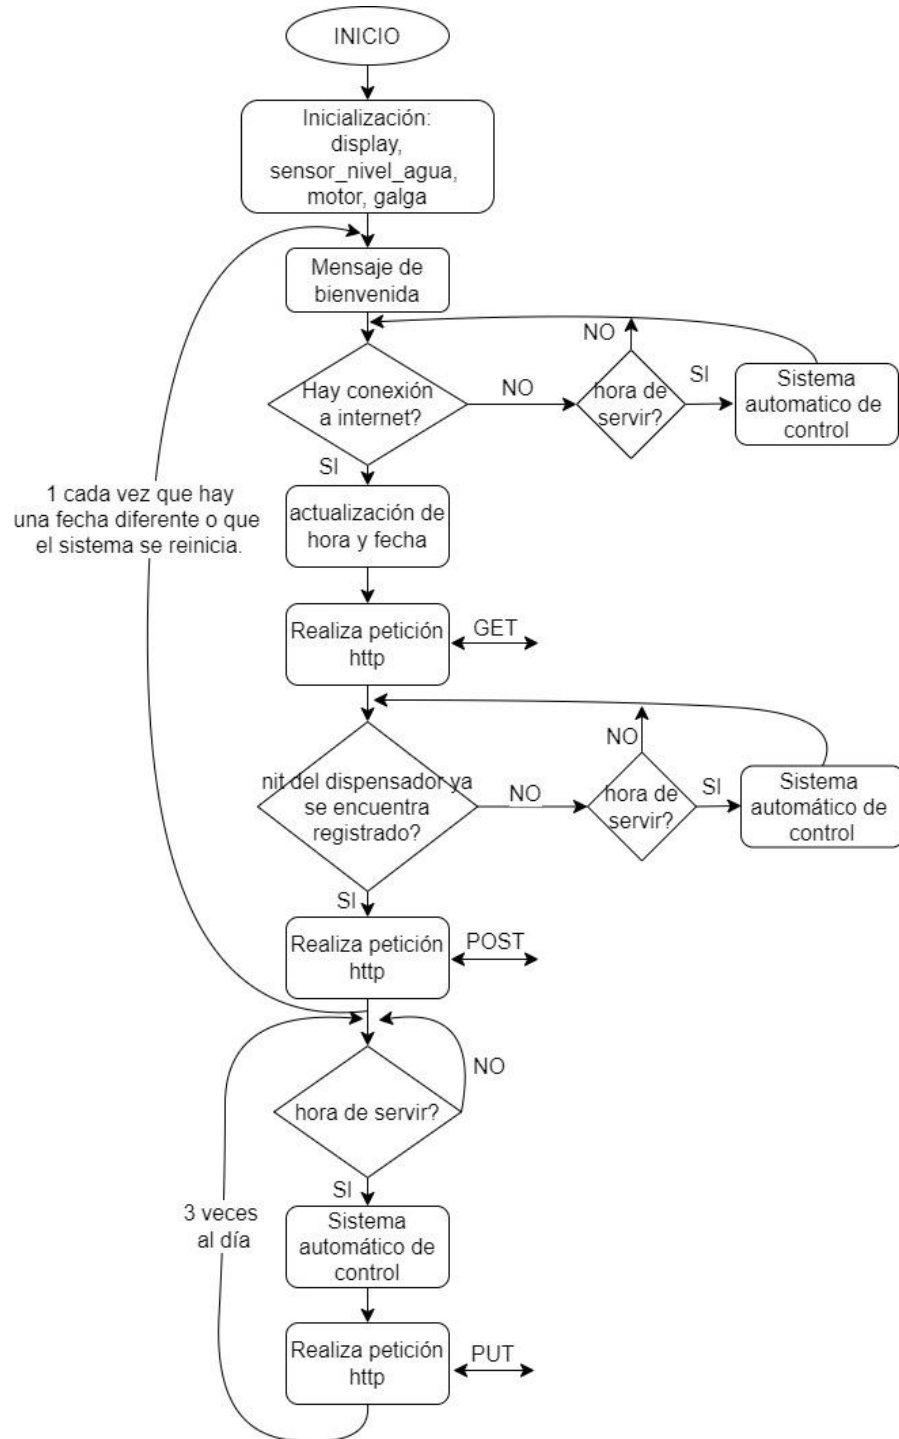 INICIO
Inicialización:
display,
sensor_nivel_agua,
motor, galga
Mensaje de
bienvenida
Hay conexión
a internet?
NO
hora de
servir?
NO
SI
Sistema
automatico de
control
SI
1 cada vez que hay
una fecha diferente o que
el sistema se reinicia.
actualización de
hora y fecha
Realiza petición
http
GET
nit del dispensador ya
se encuentra
registrado?
NO
hora de
servir?
NO
SI
Sistema
automático de
control
SI
Realiza petición
http
POST
hora de servir?
NO
SI
3 veces
al día
Sistema
automático de
control
Realiza petición
http
PUT